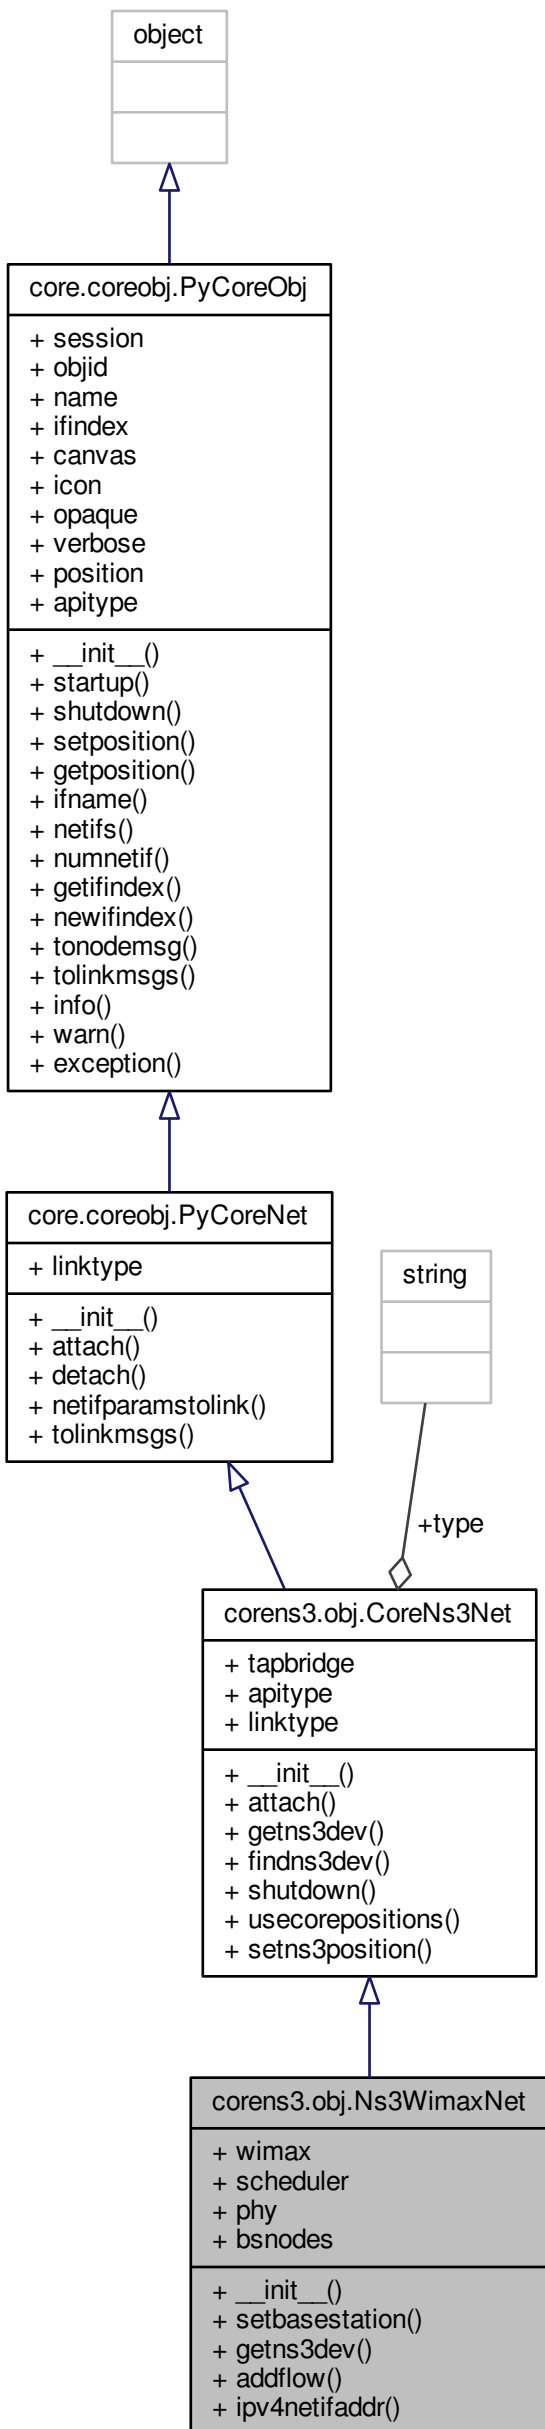 object
core.coreobj.PyCoreObj
+ session
+ objid
+ name
+ ifindex
+ canvas
+ icon
+ opaque
+ verbose
+ position
+ apitype
+ __init__()
+ startup()
+ shutdown()
+ setposition()
+ getposition()
+ ifname()
+ netifs()
+ numnetif()
+ getifindex()
+ newifindex()
+ tonodemsg()
+ tolinkmsgs()
+ info()
+ warn()
+ exception()
core.coreobj.PyCoreNet
+ linktype
+ __init__()
+ attach()
+ detach()
+ netifparamstolink()
+ tolinkmsgs()
string
+type
corens3.obj.CoreNs3Net
+ tapbridge
+ apitype
+ linktype
+ __init__()
+ attach()
+ getns3dev()
+ findns3dev()
+ shutdown()
+ usecorepositions()
+ setns3position()
corens3.obj.Ns3WimaxNet
+ wimax
+ scheduler
+ phy
+ bsnodes
+ __init__()
+ setbasestation()
+ getns3dev()
+ addflow()
+ ipv4netifaddr()